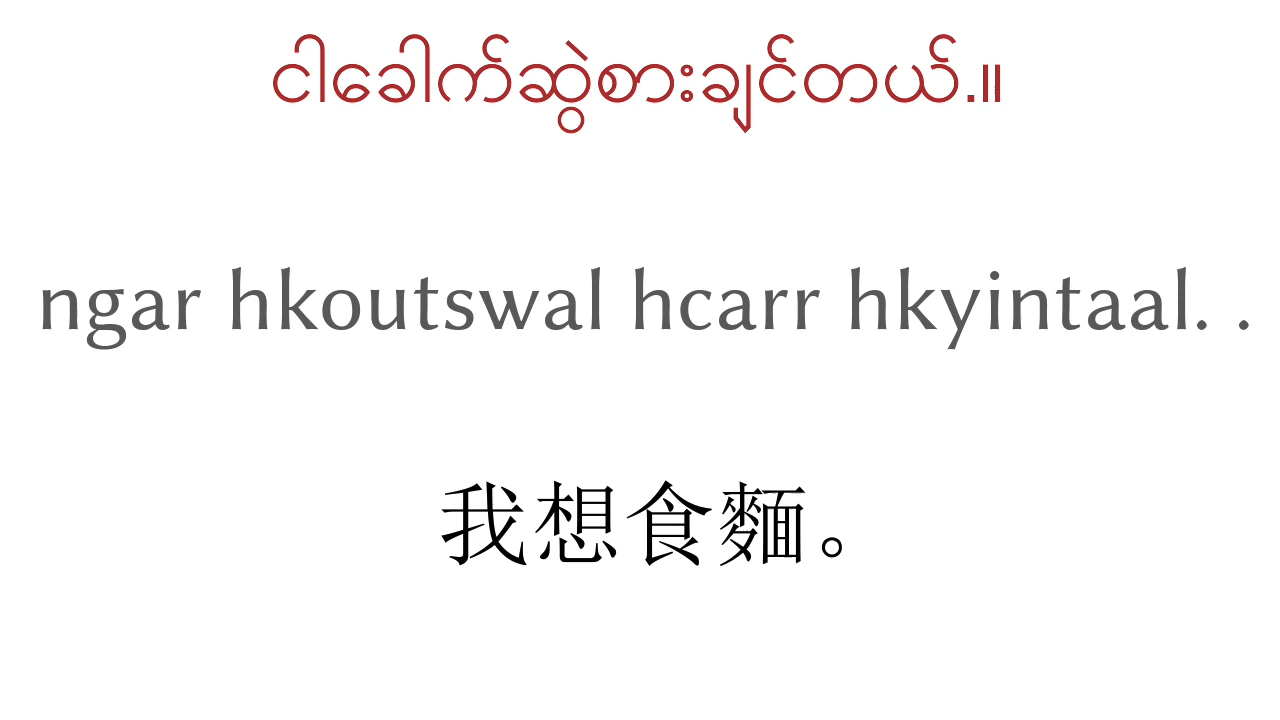 ငါခေါက်ဆွဲစားချင်တယ်.။
ngar hkoutswal hcarr hkyintaal. .
我想食麵。